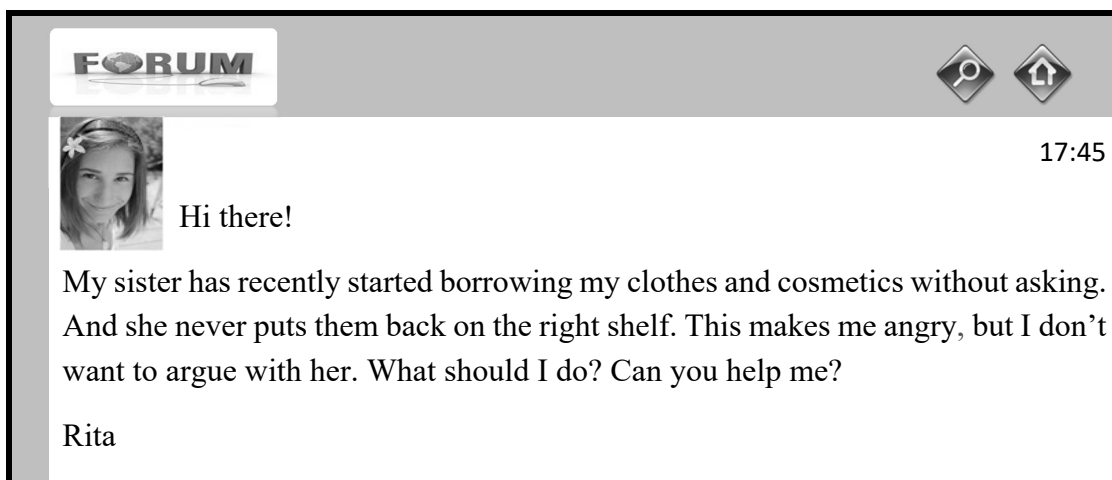 FORUM
17:45
Hi there!
My sister has recently started borrowing my clothes and cosmetics without asking.
And she never puts them back on the right shelf. This makes me angry, but I don’t
want to argue with her. What should I do? Can you help me?
Rita